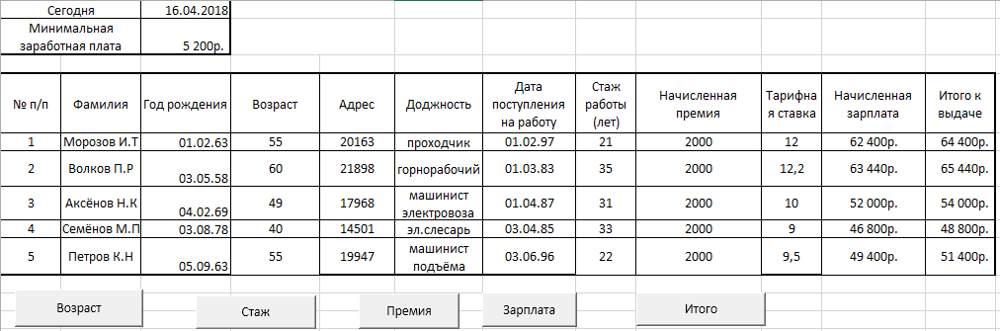 Сегодня 16.04.2018
Минимальная
заработная плата 5 200р.
№ п/п Фамилия Год рождения Возраст Адрес Доджность Дата поступления на работу Стаж работы (лет) Начисленная премия Тарифна я ставка Начисленная зарплата Итого к выдаче
1 Морозов И.Т 01.02.63 55 20163 проходчик 01.02.97 21 2000 12 62 400р. 64 400р.
2 Волков П.Р 03.05.58 60 21898 горнорабочий 01.03.83 35 2000 12,2 63 440р. 65 440р.
3 Аксёнов Н.К 04.02.69 49 17968 машинист электровоза 01.04.87 31 2000 10 52 000р. 54 000р.
4 Семёнов М.П 03.08.78 40 14501 эл.слесарь 03.04.85 33 2000 9 46 800р. 48 800р.
5 Петров К.Н 05.09.63 55 19947 машинист подъёма 03.06.96 22 2000 9,5 49 400р. 51 400р.
Возраст Стаж Премия Зарплата Итого